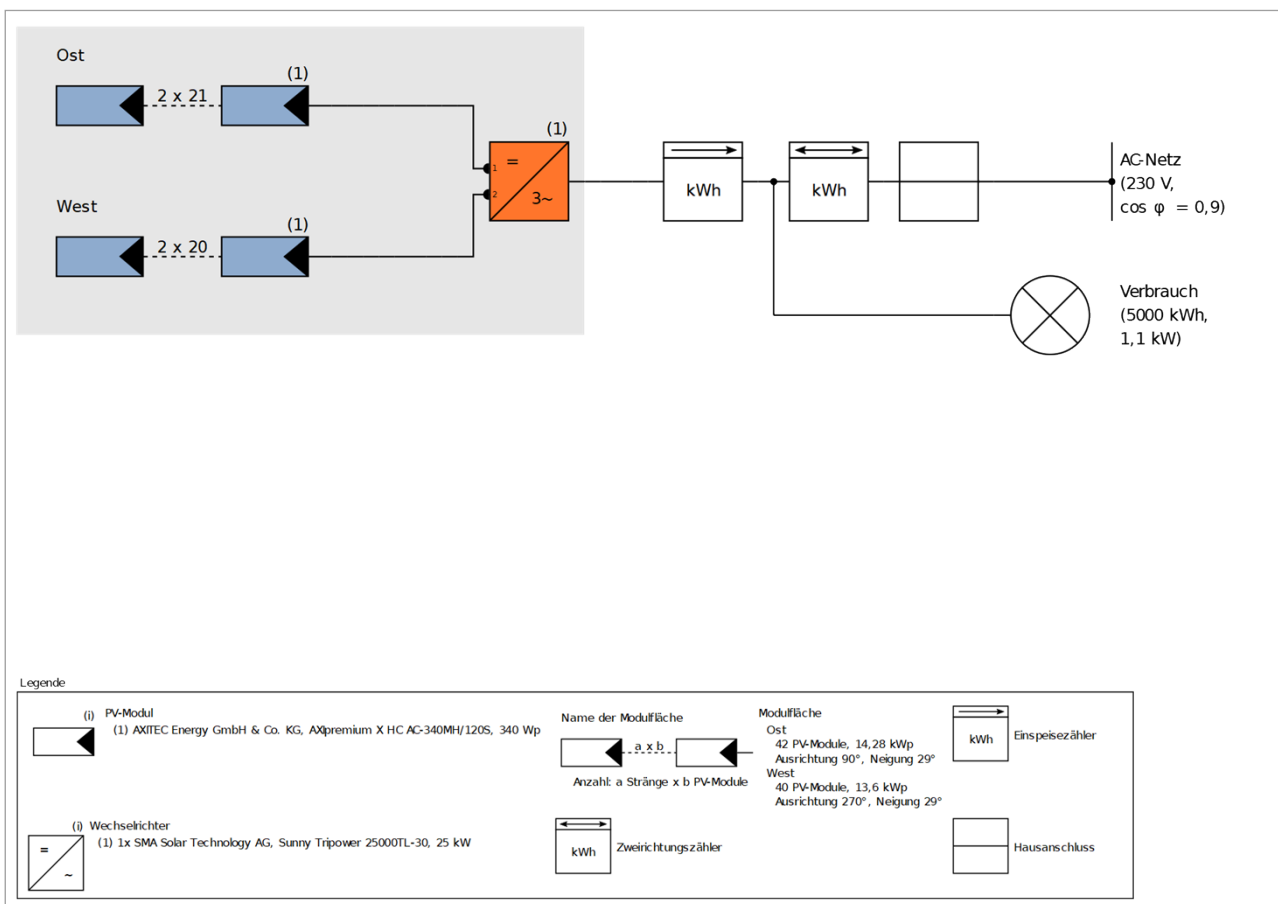 Ost
(1)
2 x 21
(1)
=
1
2
3~
West
(1)
2 x 20
kWh
kWh
AC-Netz
(230 V,
cos φ = 0,9)
Verbrauch
(5000 kWh,
1,1 kW)
Legende
(i) PV-Modul
(1) AXITEC Energy GmbH & Co. KG, AXIpremium X HC AC-340MH/120S, 340 Wp
(i) Wechselrichter
(1) 1x SMA Solar Technology AG, Sunny Tripower 25000TL-30, 25 kW
=
~
Name der Modulfläche
a x b
Anzahl: a Stränge x b PV-Module
kWh
Zweirichtungszähler
Modulfläche
Ost
42 PV-Module, 14,28 kWp
Ausrichtung 90°, Neigung 29°
West
40 PV-Module, 13,6 kWp
Ausrichtung 270°, Neigung 29°
kWh
Einspeisezähler
Hausanschluss